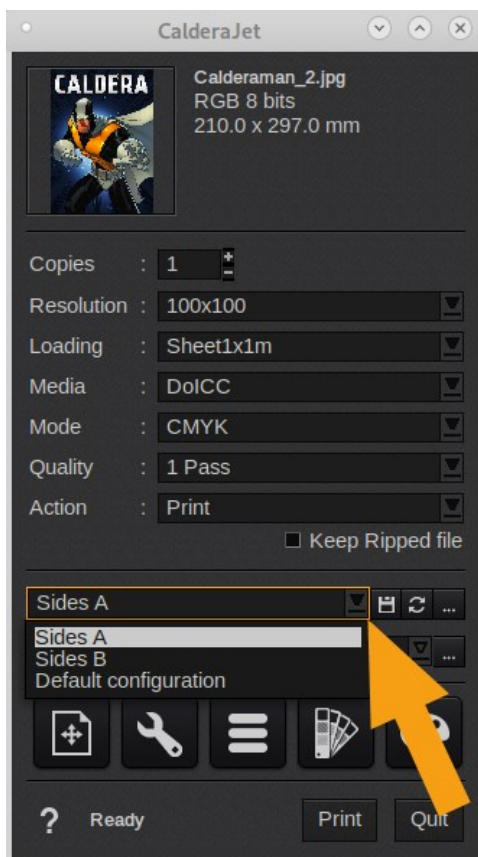 CalderaJet
CALDERA
Calderaman_2.jpg
RGB 8 bits
210.0 x 297.0 mm
Copies : 1
Resolution : 100x100
Loading : Sheet1x1m
Media : DoICC
Mode : CMYK
Quality : 1 Pass
Action : Print
Keep Ripped file
Sides A
...
Sides A
Sides B
...
Default configuration
? Ready Print Quit